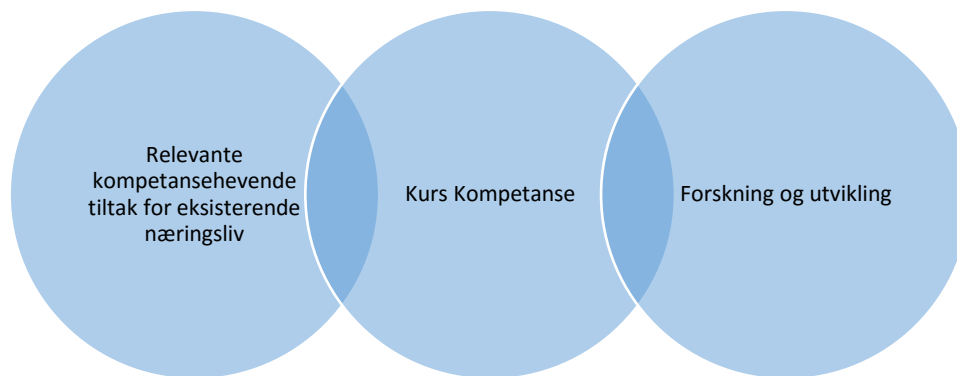 Relevante
kompetansehevende
tiltak for eksisterende
næringsliv
Kurs Kompetanse
Forskning og utvikling